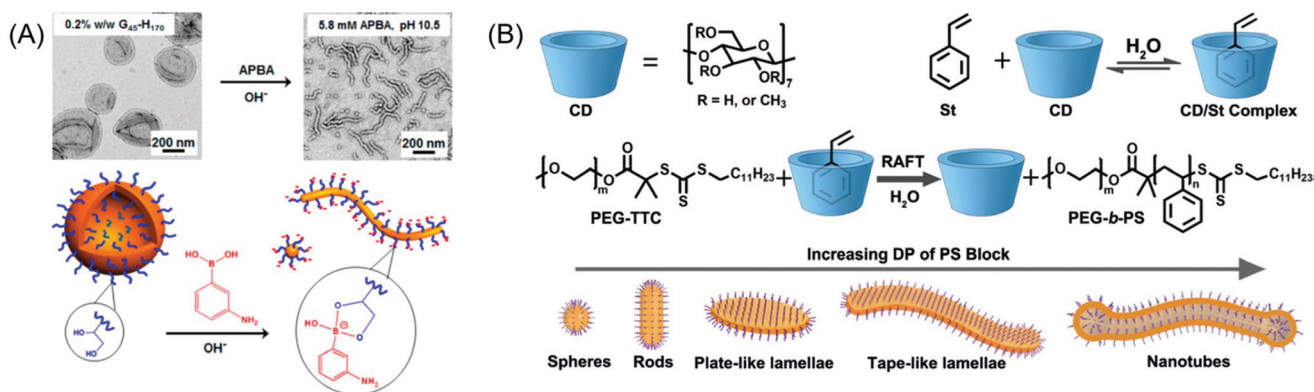 (A)
0.2% w/w G45-H170
200 nm
APBA
OH-
5.8 mM APBA, pH 10.5
200 nm
HO
OH
B
NH2
OH-
HO
HO
O
HO
B
O
NH2
(B)
CD
=
RO
O
RO
O
OR
7
R = H, or CH3
St
+
CD
H2O
CD/St Complex
O
m
O
O
S
S
S
C11H23
PEG-TTC
+
RAFT
H2O
+
O
m
O
O
n
S
S
S
C11H23
PEG-b-PS
Increasing DP of PS Block
Spheres
Rods
Plate-like lamellae
Tape-like lamellae
Nanotubes